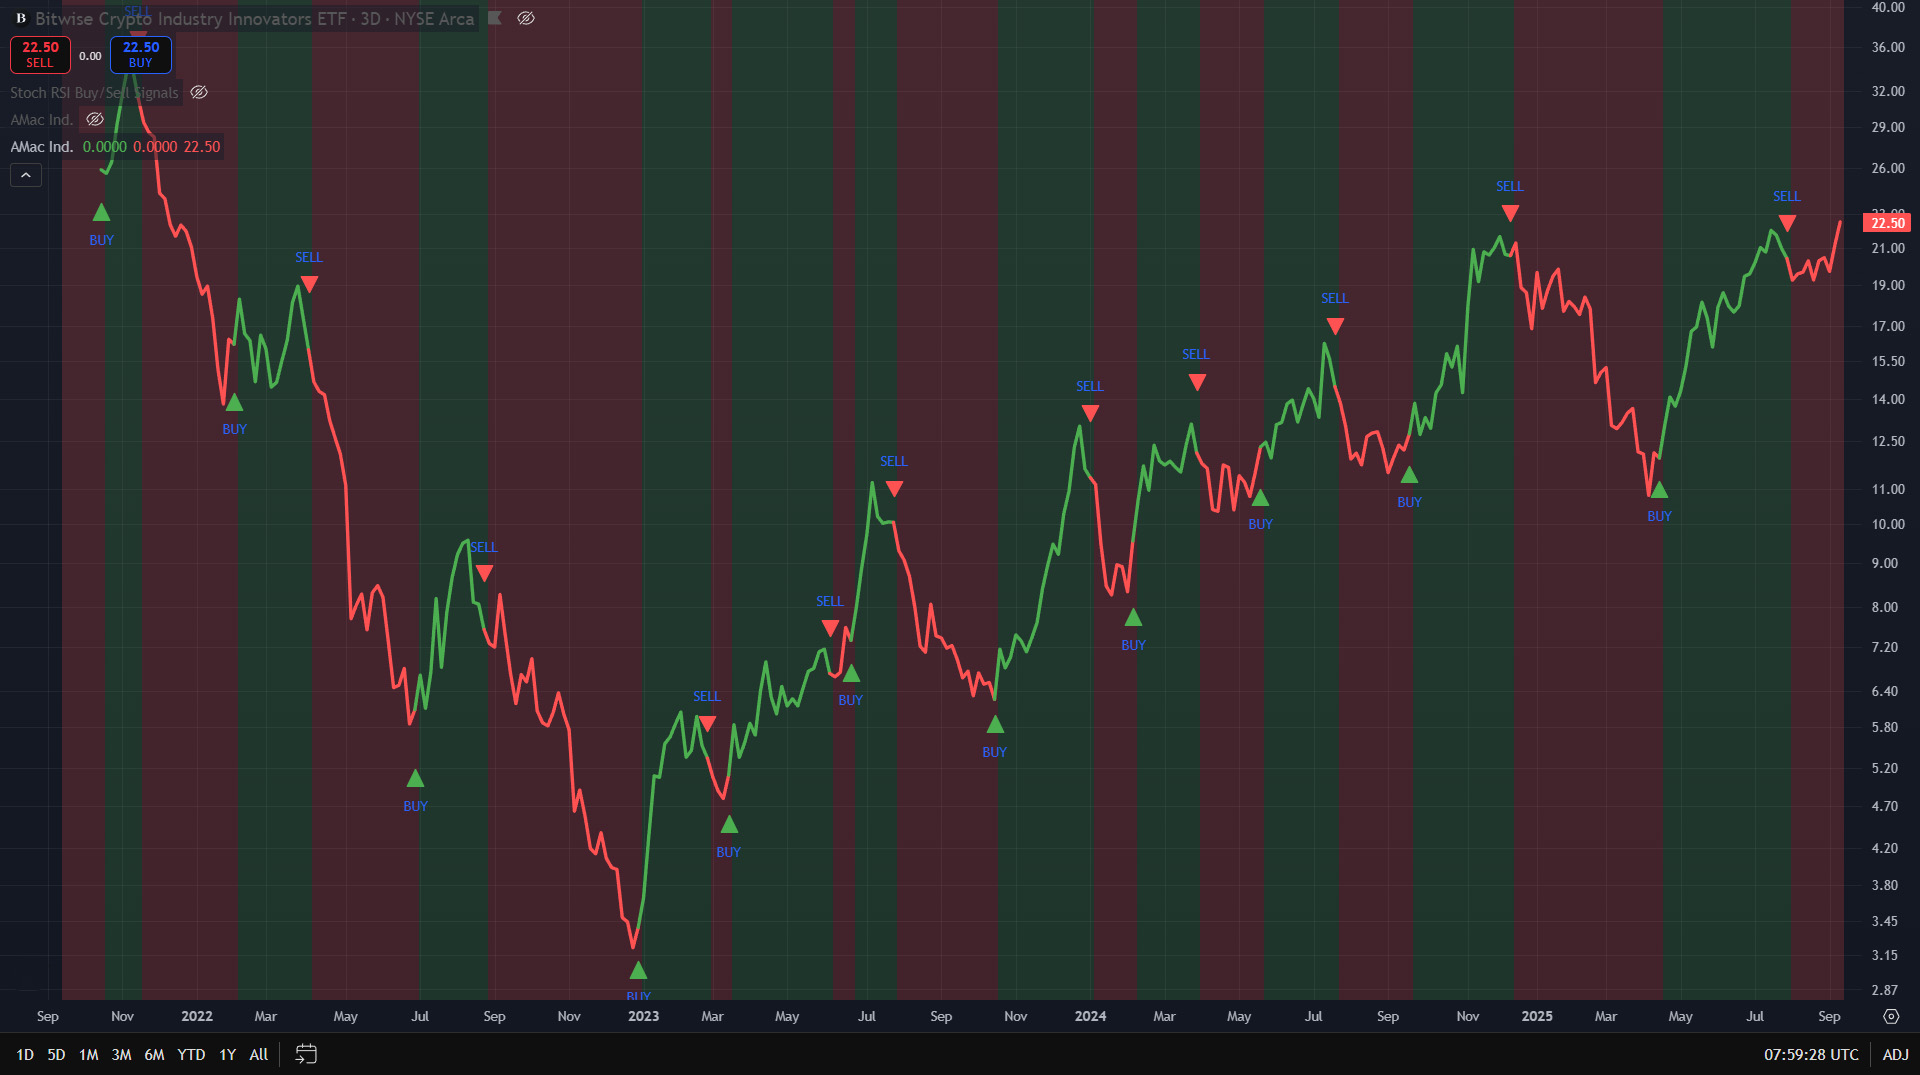 SELL
B Bitwise Crypto Industry Innovators ETF · 3D · NYSE Arca
22.50
SELL
0.00
22.50
BUY
Stoch RSI Buy/Sell Signals
AMac Ind.
AMac Ind. 0.0000 0.0000 22.50
BUY
SELL
BUY
SELL
BUY
BUY
SELL
BUY
SELL
BUY
SELL
BUY
SELL
BUY
SELL
BUY
SELL
BUY
SELL
BUY
SELL
BUY
SELL
40.00
36.00
32.00
29.00
26.00
23.00
22.50
21.00
19.00
17.00
15.50
14.00
12.50
11.00
10.00
9.00
8.00
7.20
6.40
5.80
5.20
4.70
4.20
3.80
3.45
3.15
2.87
Sep Nov 2022 Mar May Jul Sep Nov 2023 Mar May Jul Sep Nov 2024 Mar May Jul Sep Nov 2025 Mar May Jul Sep
1D 5D 1M 3M 6M YTD 1Y All
07:59:28 UTC ADJ